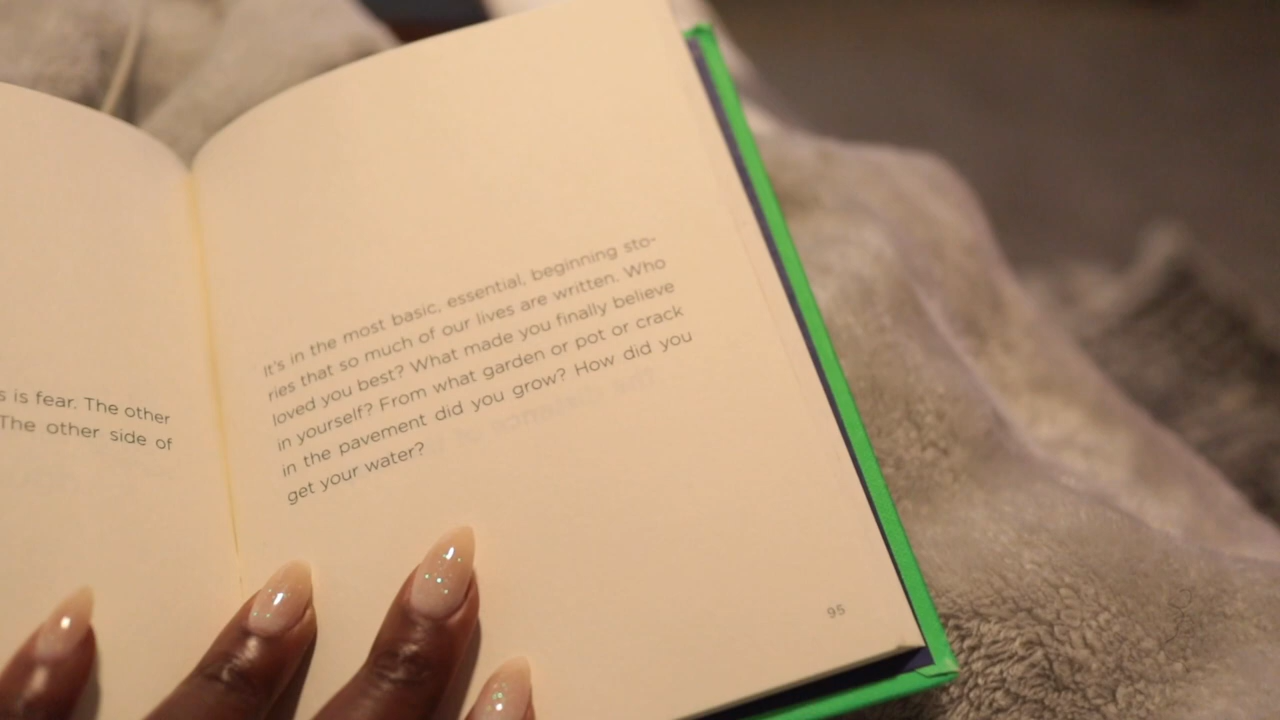 s is fear. The other
The other side of
It's in the most basic, essential, beginning sto-
ries that so much of our lives are written. Who
loved you best? What made you finally believe
in yourself? From what garden or pot or crack
in the pavement did you grow? How did you
get your water?
95